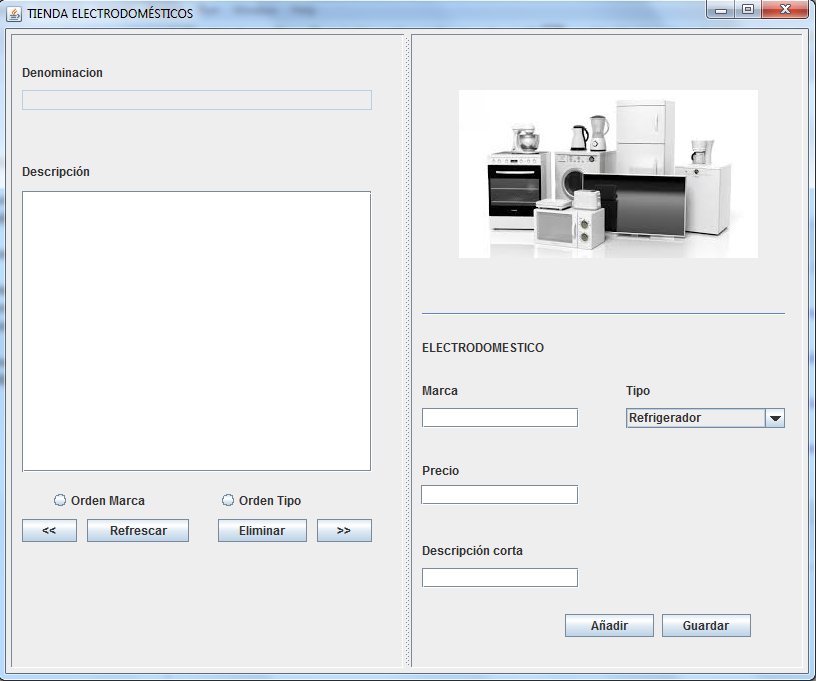 TIENDA ELECTRODOMÉSTICOS
Denominacion
Descripción
Orden Marca
Orden Tipo
<<
Refrescar
Eliminar
>>
ELECTRODOMESTICO
Marca
Tipo
Refrigerador
Precio
Descripción corta
Añadir
Guardar